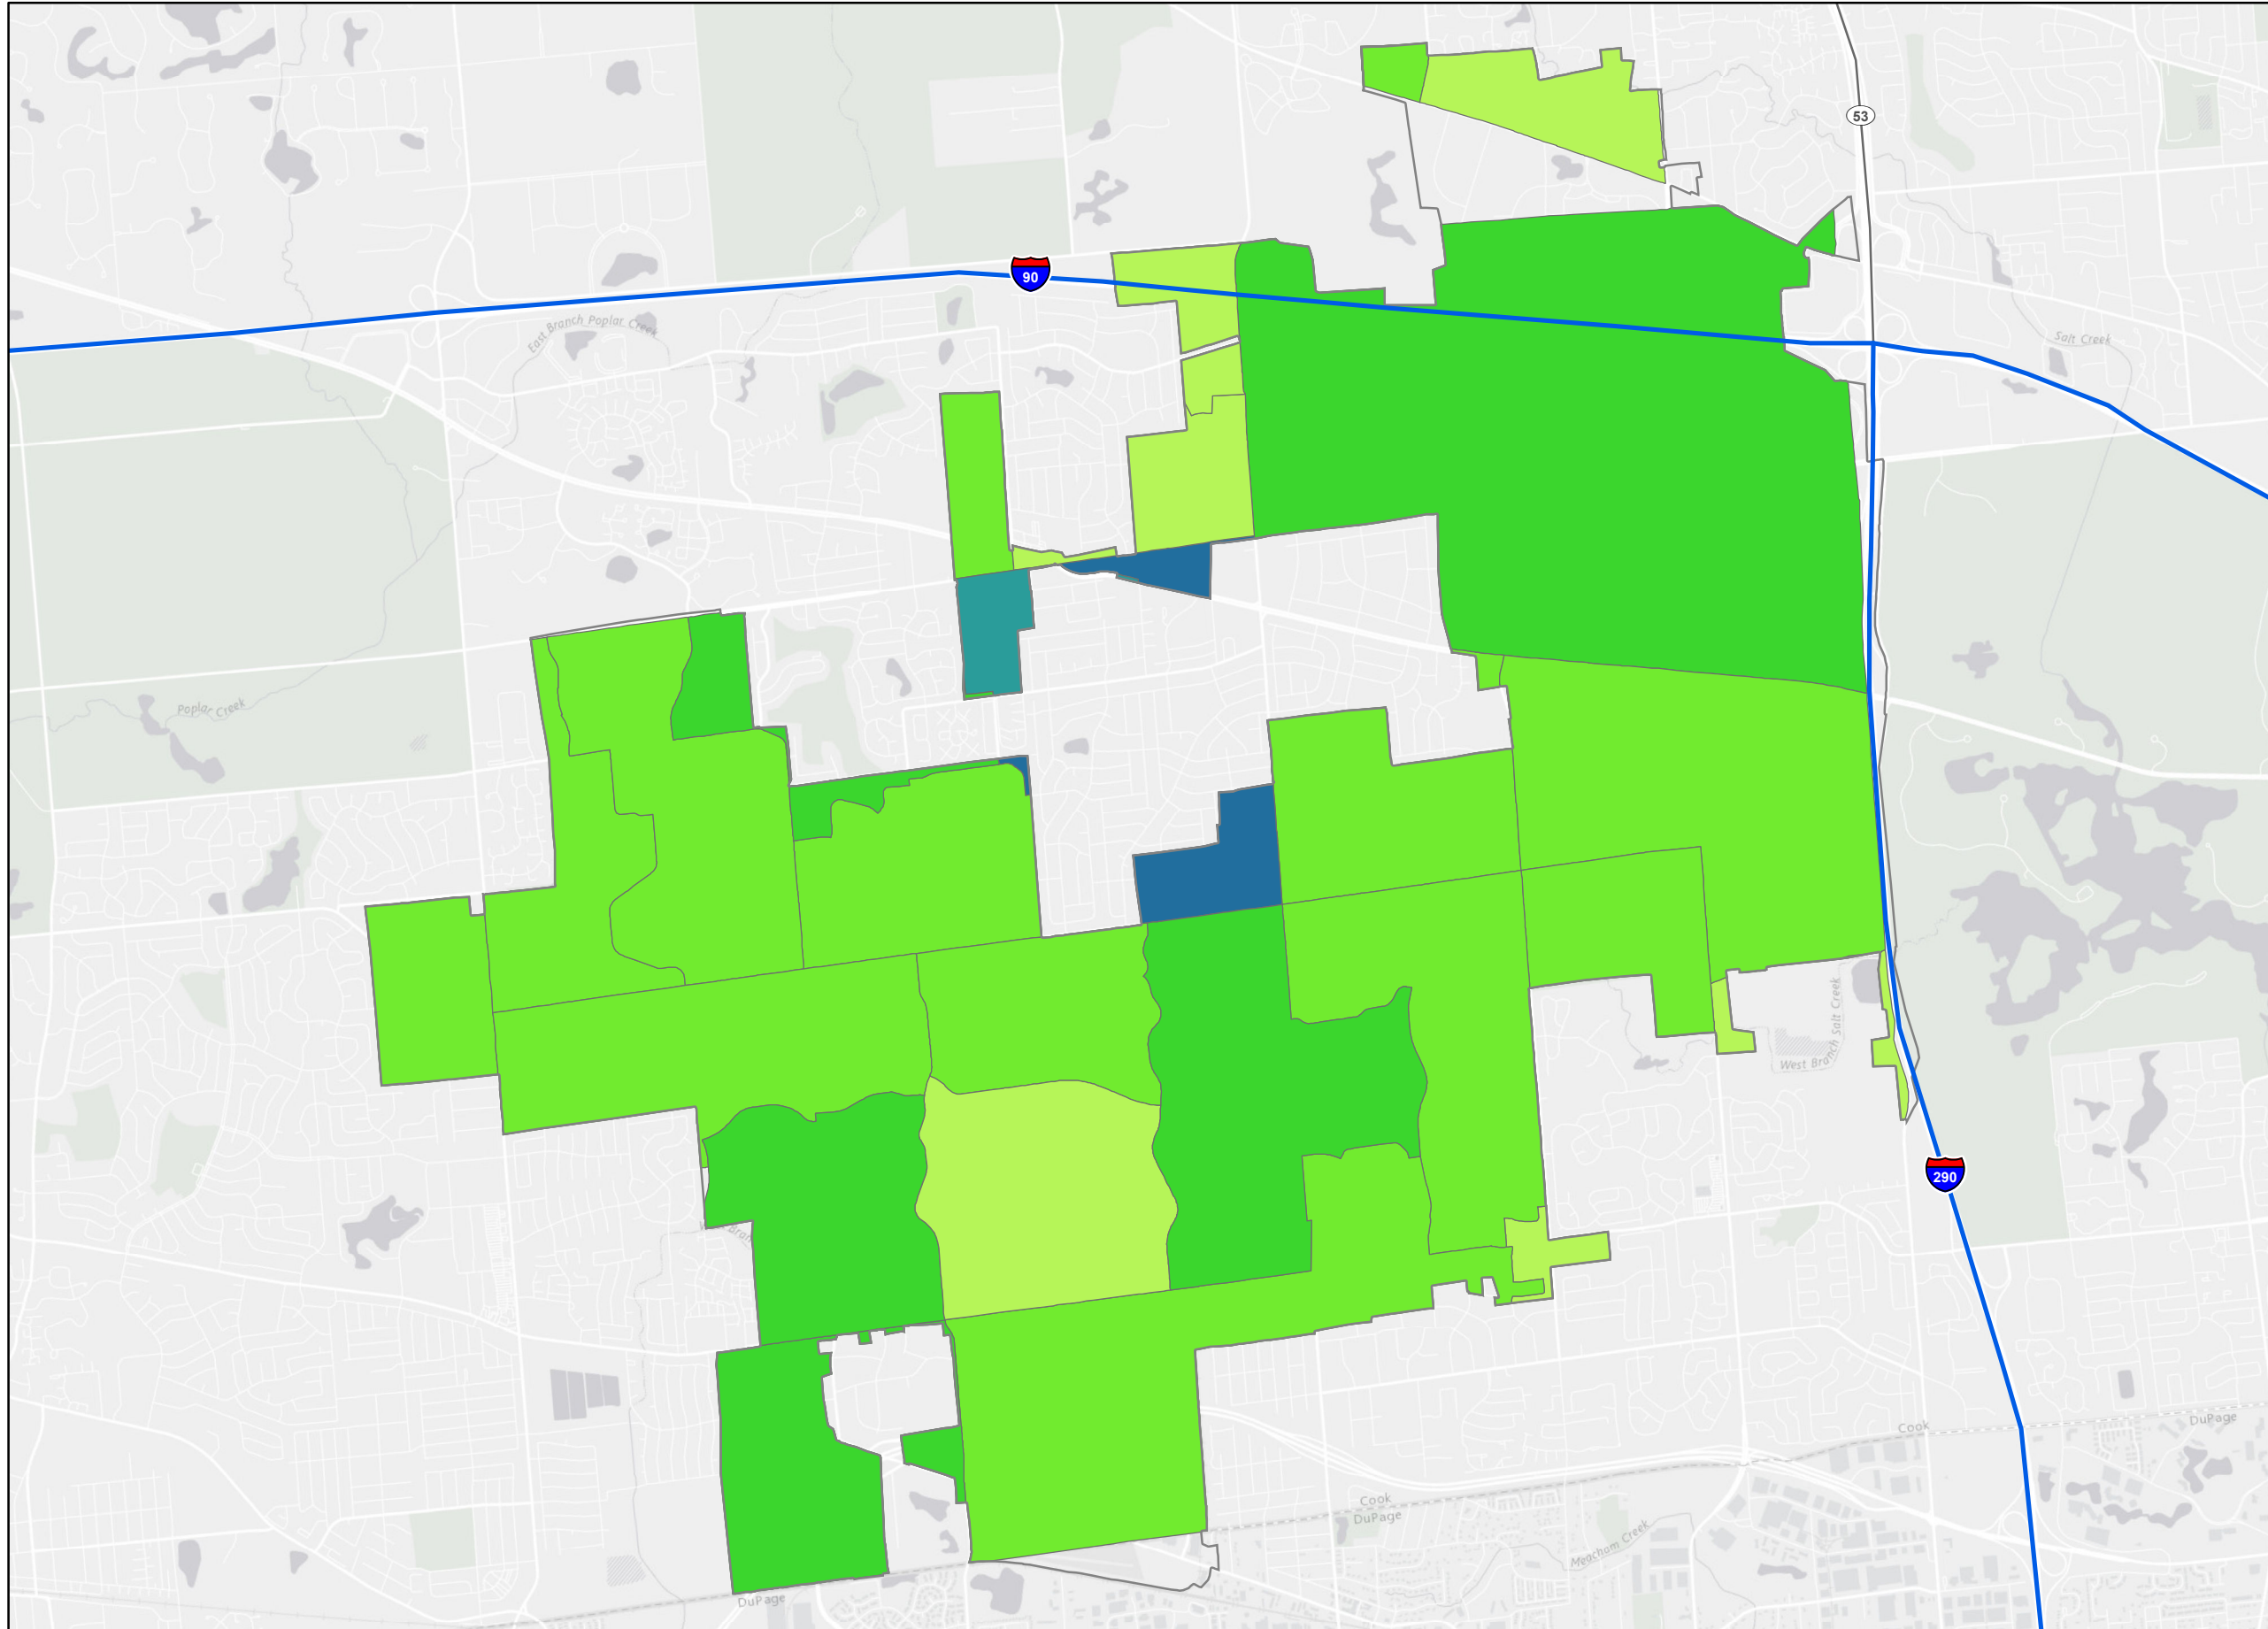 53
90
East Branch Poplar Creek
Salt Creek
Poplar Creek
West Branch Salt Creek
290
Cook
DuPage
Cook
DuPage
Meacham Creek
DuPage